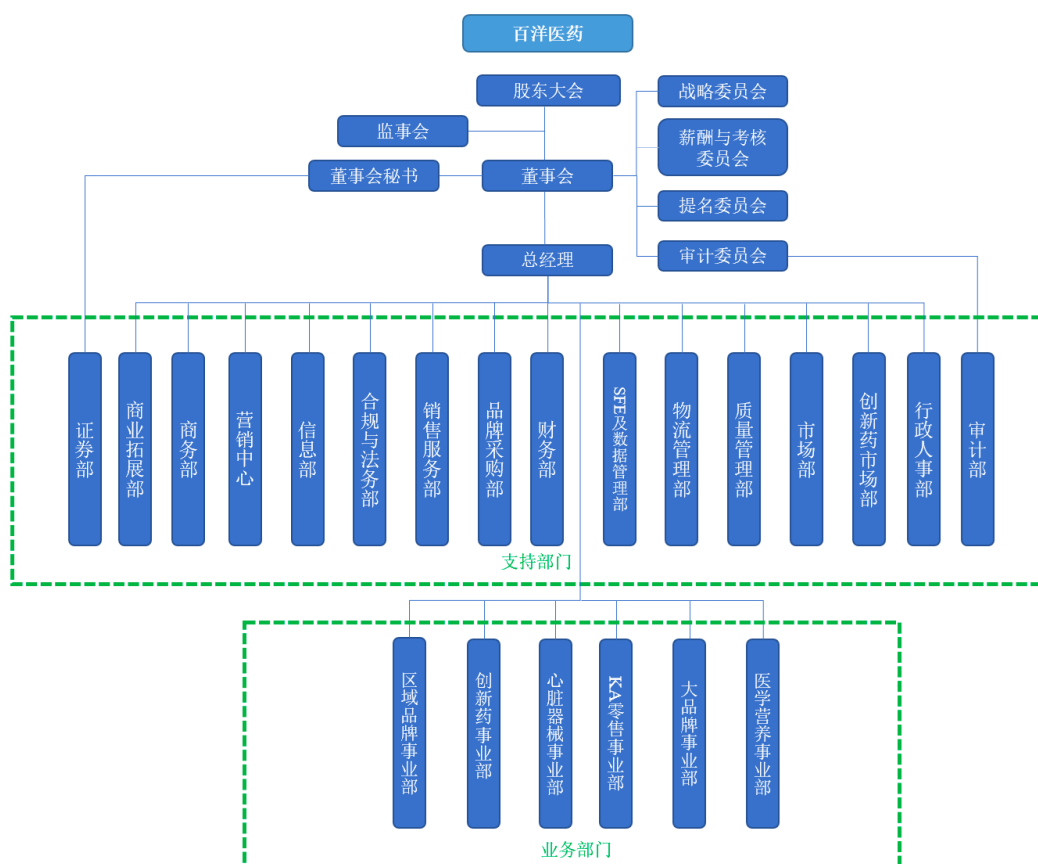 百洋医药
股东大会
战略委员会
监事会
薪酬与考核
委员会
董事会秘书
董事会
提名委员会
总经理
审计委员会
证券部
商业拓展部
商务部
营销中心
信息部
合规与法务部
销售服务部
品牌采购部
财务部
SFE及数据管理部
物流管理部
质量管理部
市场部
创新药市场部
行政人事部
审计部
支持部门
区域品牌事业部
创新药事业部
心脏器械事业部
KA零售事业部
大品牌事业部
医学营养事业部
业务部门